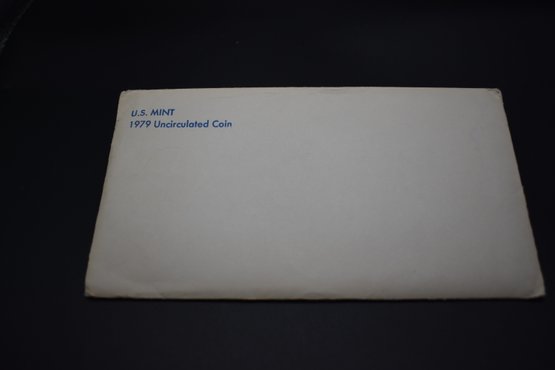 U.S. MINT
1979 Uncirculated Coin